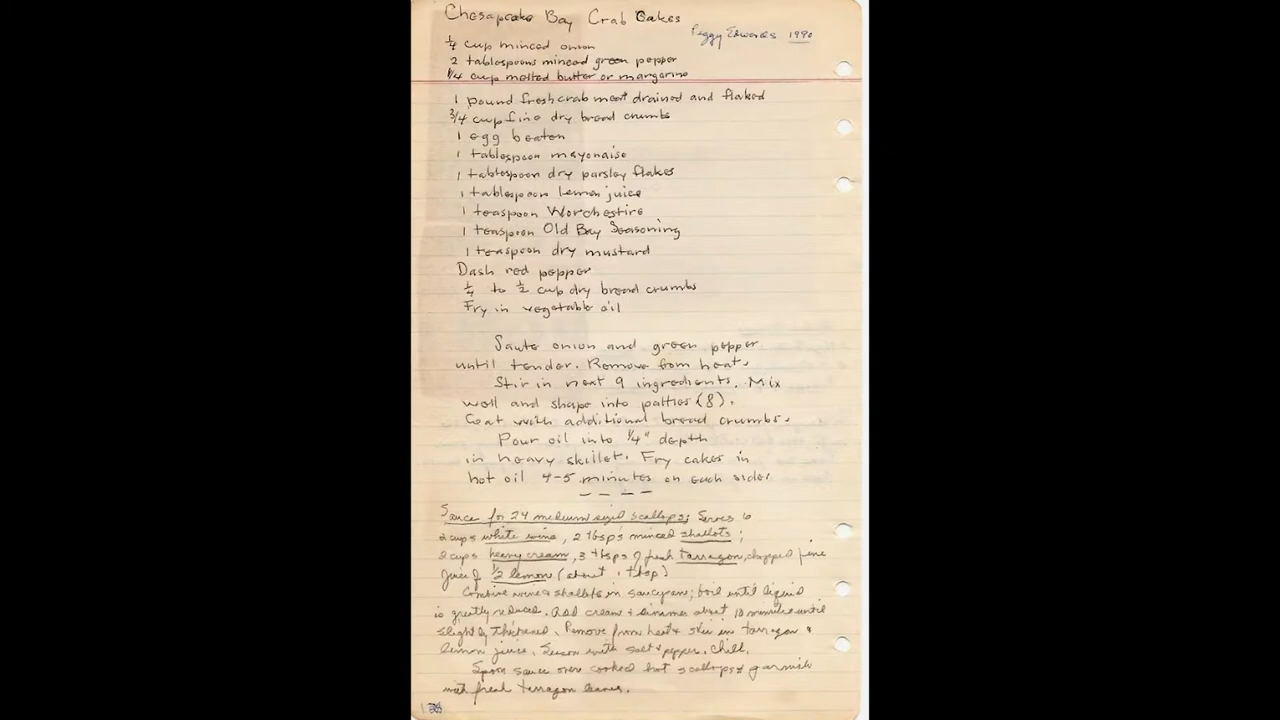 Chesapeake Bay Crab Cakes
Peggy Edwards 1990
1/4 cup minced onion
2 tablespoons minced green pepper
1/4 cup melted butter or margarine
1 pound fresh crab meat drained and flaked
3/4 cup fine dry bread crumbs
1 egg beaten
1 tablespoon mayonaise
1 tablespoon dry parsley flakes
1 tablespoon lemon juice
1 teaspoon Worchestire
1 teaspoon Old Bay Seasoning
1 teaspoon dry mustard
Dash red pepper
1/4 to 1/2 cup dry bread crumbs
Fry in vegetable oil
Saute onion and green pepper
until tender. Remove from heat.
Stir in next 9 ingredients. Mix
well and shape into patties (8).
Coat with additional bread crumbs.
Pour oil into 1/4" depth
in heavy skillet. Fry cakes in
hot oil 4-5 minutes on each side.
- - - -
Sauce for 24 medium sized scallops; Serves 6
2 cups white wine, 2 tbsps minced shallots;
2 cups heavy cream, 3 tbsps of fresh tarragon, chopped fine
Juice of 1/2 lemon (about 1 tbsp)
Combine wine & shallots in saucepan; boil until liquid
is greatly reduced. Add cream & simmer about 10 minutes until
slightly thickened. Remove from heat & stir in tarragon &
lemon juice. Season with salt & pepper. Chill.
Spoon sauce over cooked hot scallops & garnish
with fresh tarragon leaves.